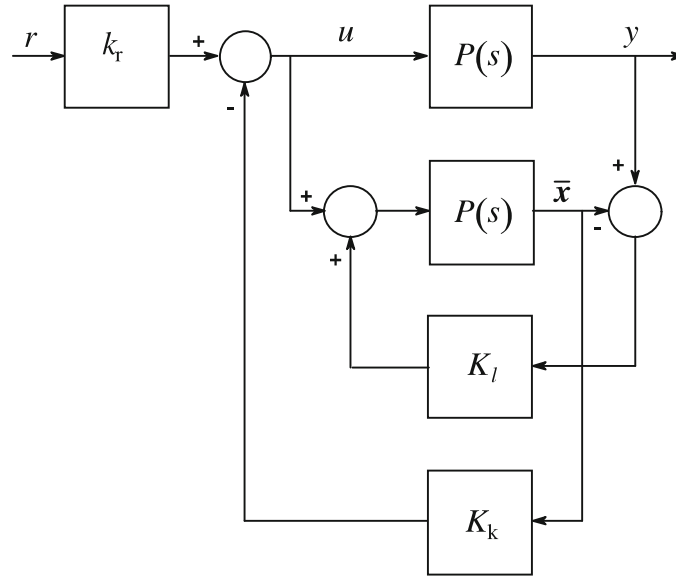 r
k_r
+
-
u
P(s)
y
+
+
P(s)
x̄
+
-
K_l
K_k